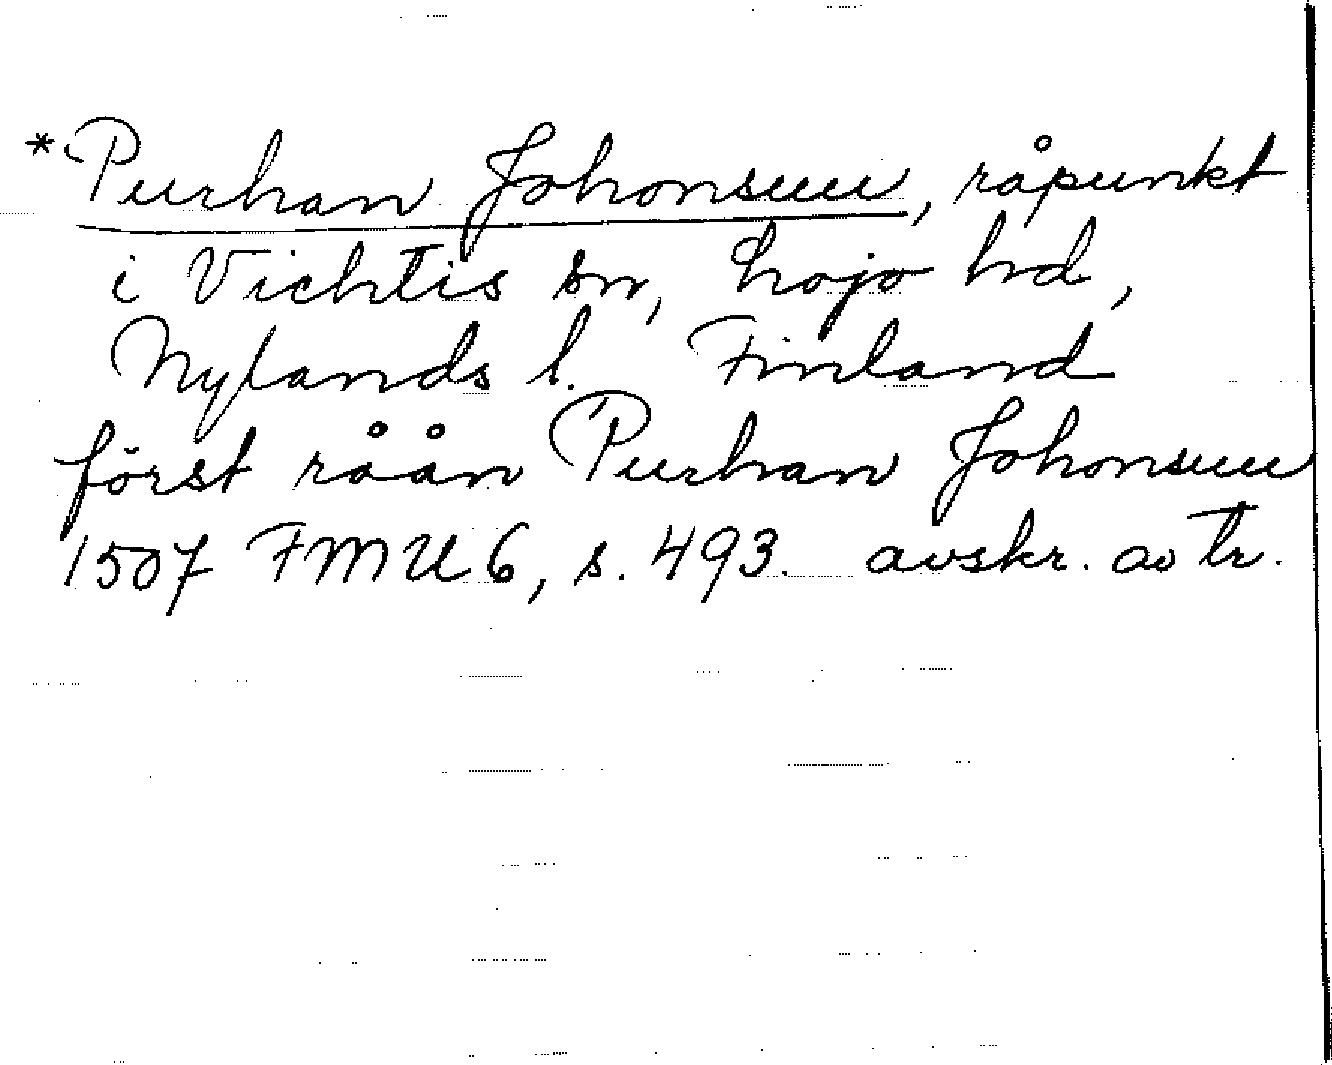 *Purhan Johonsuu, råpunkt
i Vichtis sn, Lojo hd,
Nylands l. Finland
först råån Purhan Johonsuu
1507 FMU 6, s. 493. avskr. av tr.